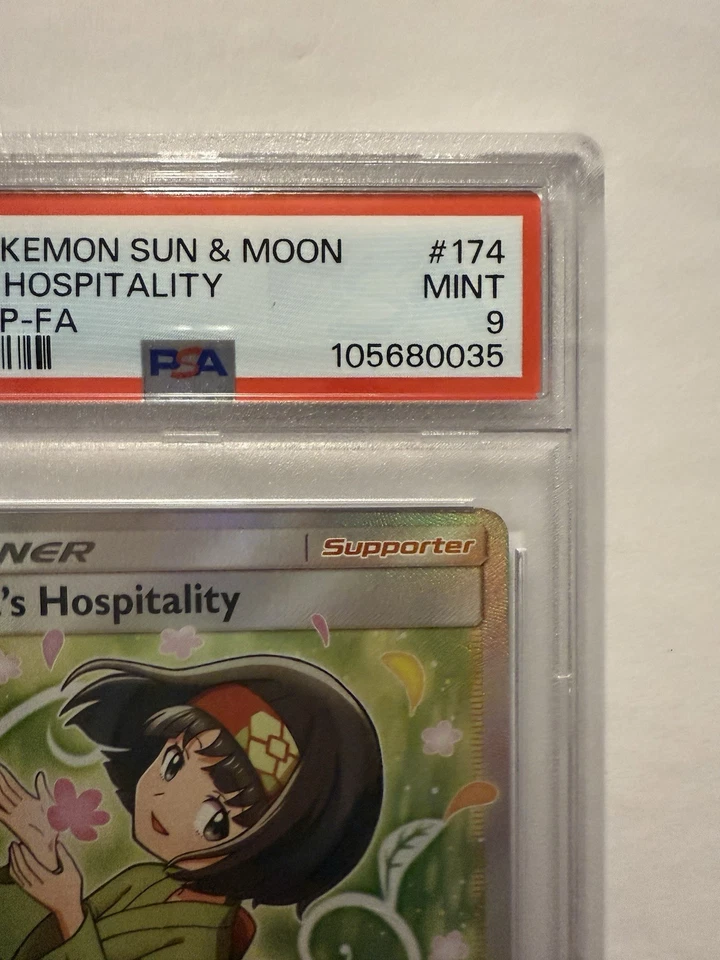 KEMON SUN & MOON #174
HOSPITALITY MINT
P-FA 9
PSA 105680035
NER Supporter
's Hospitality